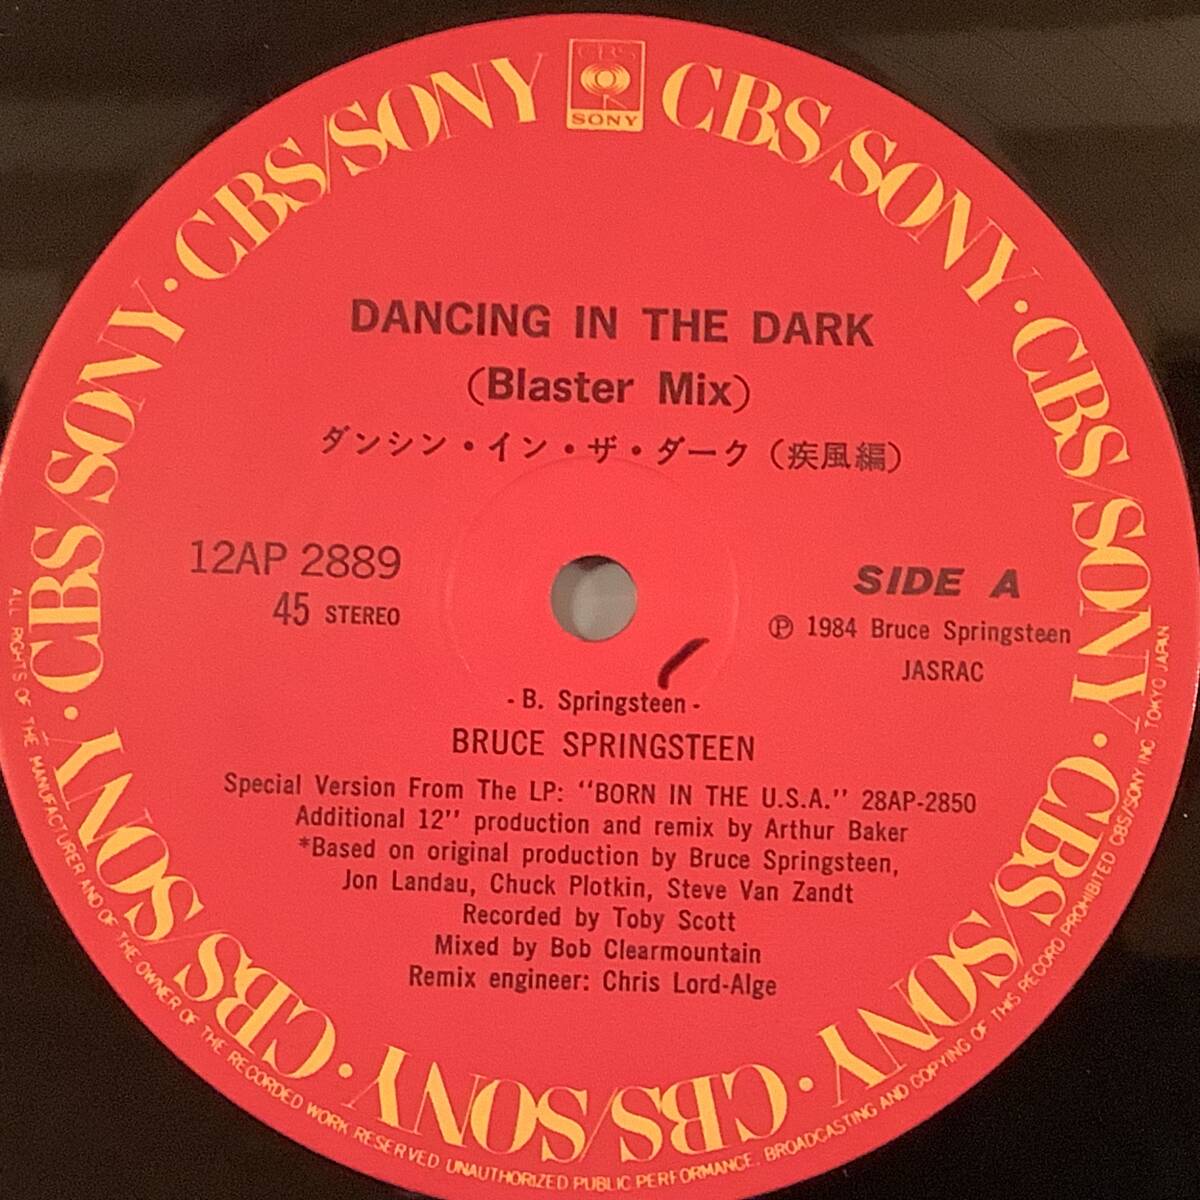 CBS
SONY
CBS/SONY · CBS/SONY · CBS/SONY · CBS/SONY · CBS/SONY · CBS/SONY · CBS/SONY
DANCING IN THE DARK
(Blaster Mix)
ダンシン・イン・ザ・ダーク（疾風編）
12AP 2889
45 STEREO
SIDE A
Ⓟ 1984 Bruce Springsteen
JASRAC
- B. Springsteen -
BRUCE SPRINGSTEEN
Special Version From The LP: "BORN IN THE U.S.A." 28AP-2850
Additional 12" production and remix by Arthur Baker
*Based on original production by Bruce Springsteen,
Jon Landau, Chuck Plotkin, Steve Van Zandt
Recorded by Toby Scott
Mixed by Bob Clearmountain
Remix engineer: Chris Lord-Alge
ALL RIGHTS OF THE MANUFACTURER AND OF THE OWNER OF THE RECORDED WORK RESERVED UNAUTHORIZED PUBLIC PERFORMANCE, BROADCASTING AND COPYING OF THIS RECORD PROHIBITED CBS/SONY INC. TOKYO JAPAN